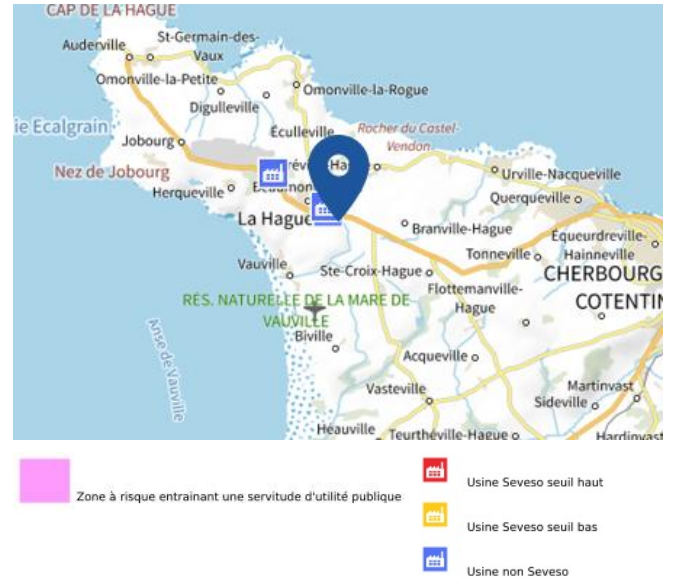 CAP DE LA HAGUE
Auderville
St-Germain-des-
Vaux
Omonville-la-Petite
Omonville-la-Rogue
Digulleville
ie Ecalgrain
Éculleville
Rocher du Castel-
Vendon
Jobourg
Nez de Jobourg
Herqueville
Urville-Nacqueville
Querqueville
La Hague
Branville-Hague
Équeurdreville-
Hainneville
Tonneville
Vauville
Ste-Croix-Hague
CHERBOURG
COTENTIN
Flottemanville-
Hague
RÉS. NATURELLE DE LA MARE DE
VAUVILLE
Biville
Anse de Vauville
Acqueville
Vasteville
Martinvast
Sideville
Héauville
Teurthéville-Hague
Hardinvast
Zone à risque entrainant une servitude d'utilité publique
Usine Seveso seuil haut
Usine Seveso seuil bas
Usine non Seveso